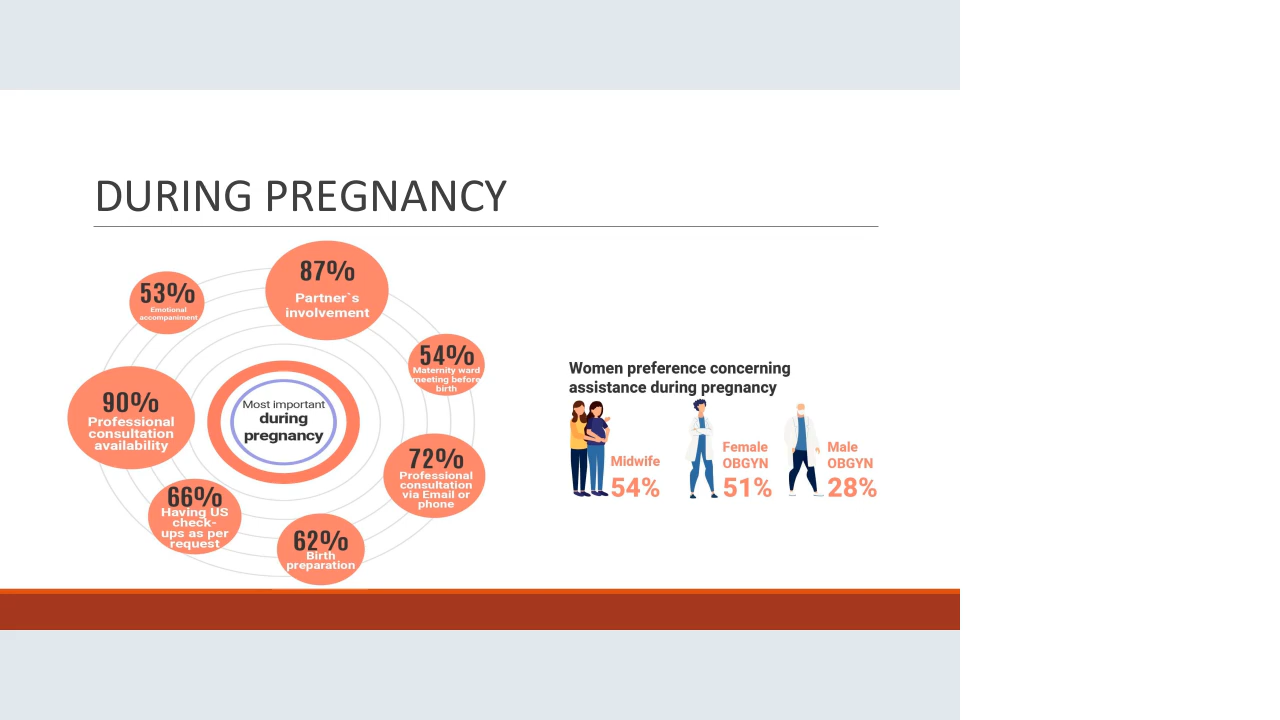 DURING PREGNANCY
87%
Partner`s
involvement
53%
Emotional
accompaniment
54%
Maternity ward
meeting before
birth
90%
Professional
consultation
availability
Most important
during
pregnancy
72%
Professional
consultation
via Email or
phone
66%
Having US
check-
ups as per
request
62%
Birth
preparation
Women preference concerning
assistance during pregnancy
Midwife
54%
Female
OBGYN
51%
Male
OBGYN
28%